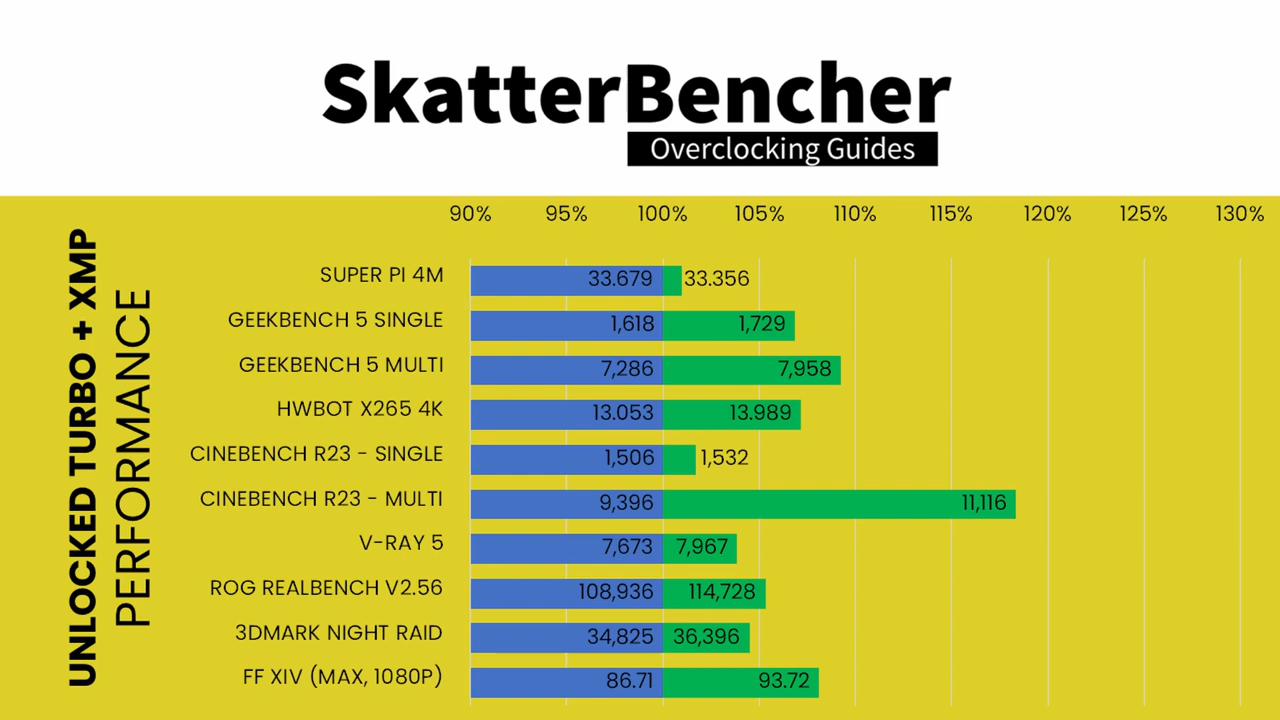 SkatterBencher
Overclocking Guides
UNLOCKED TURBO + XMP
PERFORMANCE
90% 95% 100% 105% 110% 115% 120% 125% 130%
SUPER PI 4M 33.679 33.356
GEEKBENCH 5 SINGLE 1,618 1,729
GEEKBENCH 5 MULTI 7,286 7,958
HWBOT X265 4K 13.053 13.989
CINEBENCH R23 - SINGLE 1,506 1,532
CINEBENCH R23 - MULTI 9,396 11,116
V-RAY 5 7,673 7,967
ROG REALBENCH V2.56 108,936 114,728
3DMARK NIGHT RAID 34,825 36,396
FF XIV (MAX, 1080P) 86.71 93.72